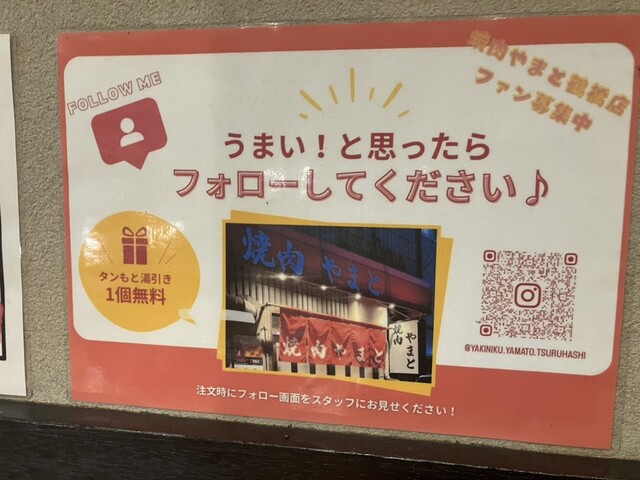 FOLLOW ME
焼肉やまと鶴橋店
ファン募集中
うまい！と思ったら
フォローしてください♪
タンもと湯引き
1個無料
焼肉 やまと
焼肉やまと
焼肉
やまと
@YAKINIKU.YAMATO.TSURUHASHI
注文時にフォロー画面をスタッフにお見せください！